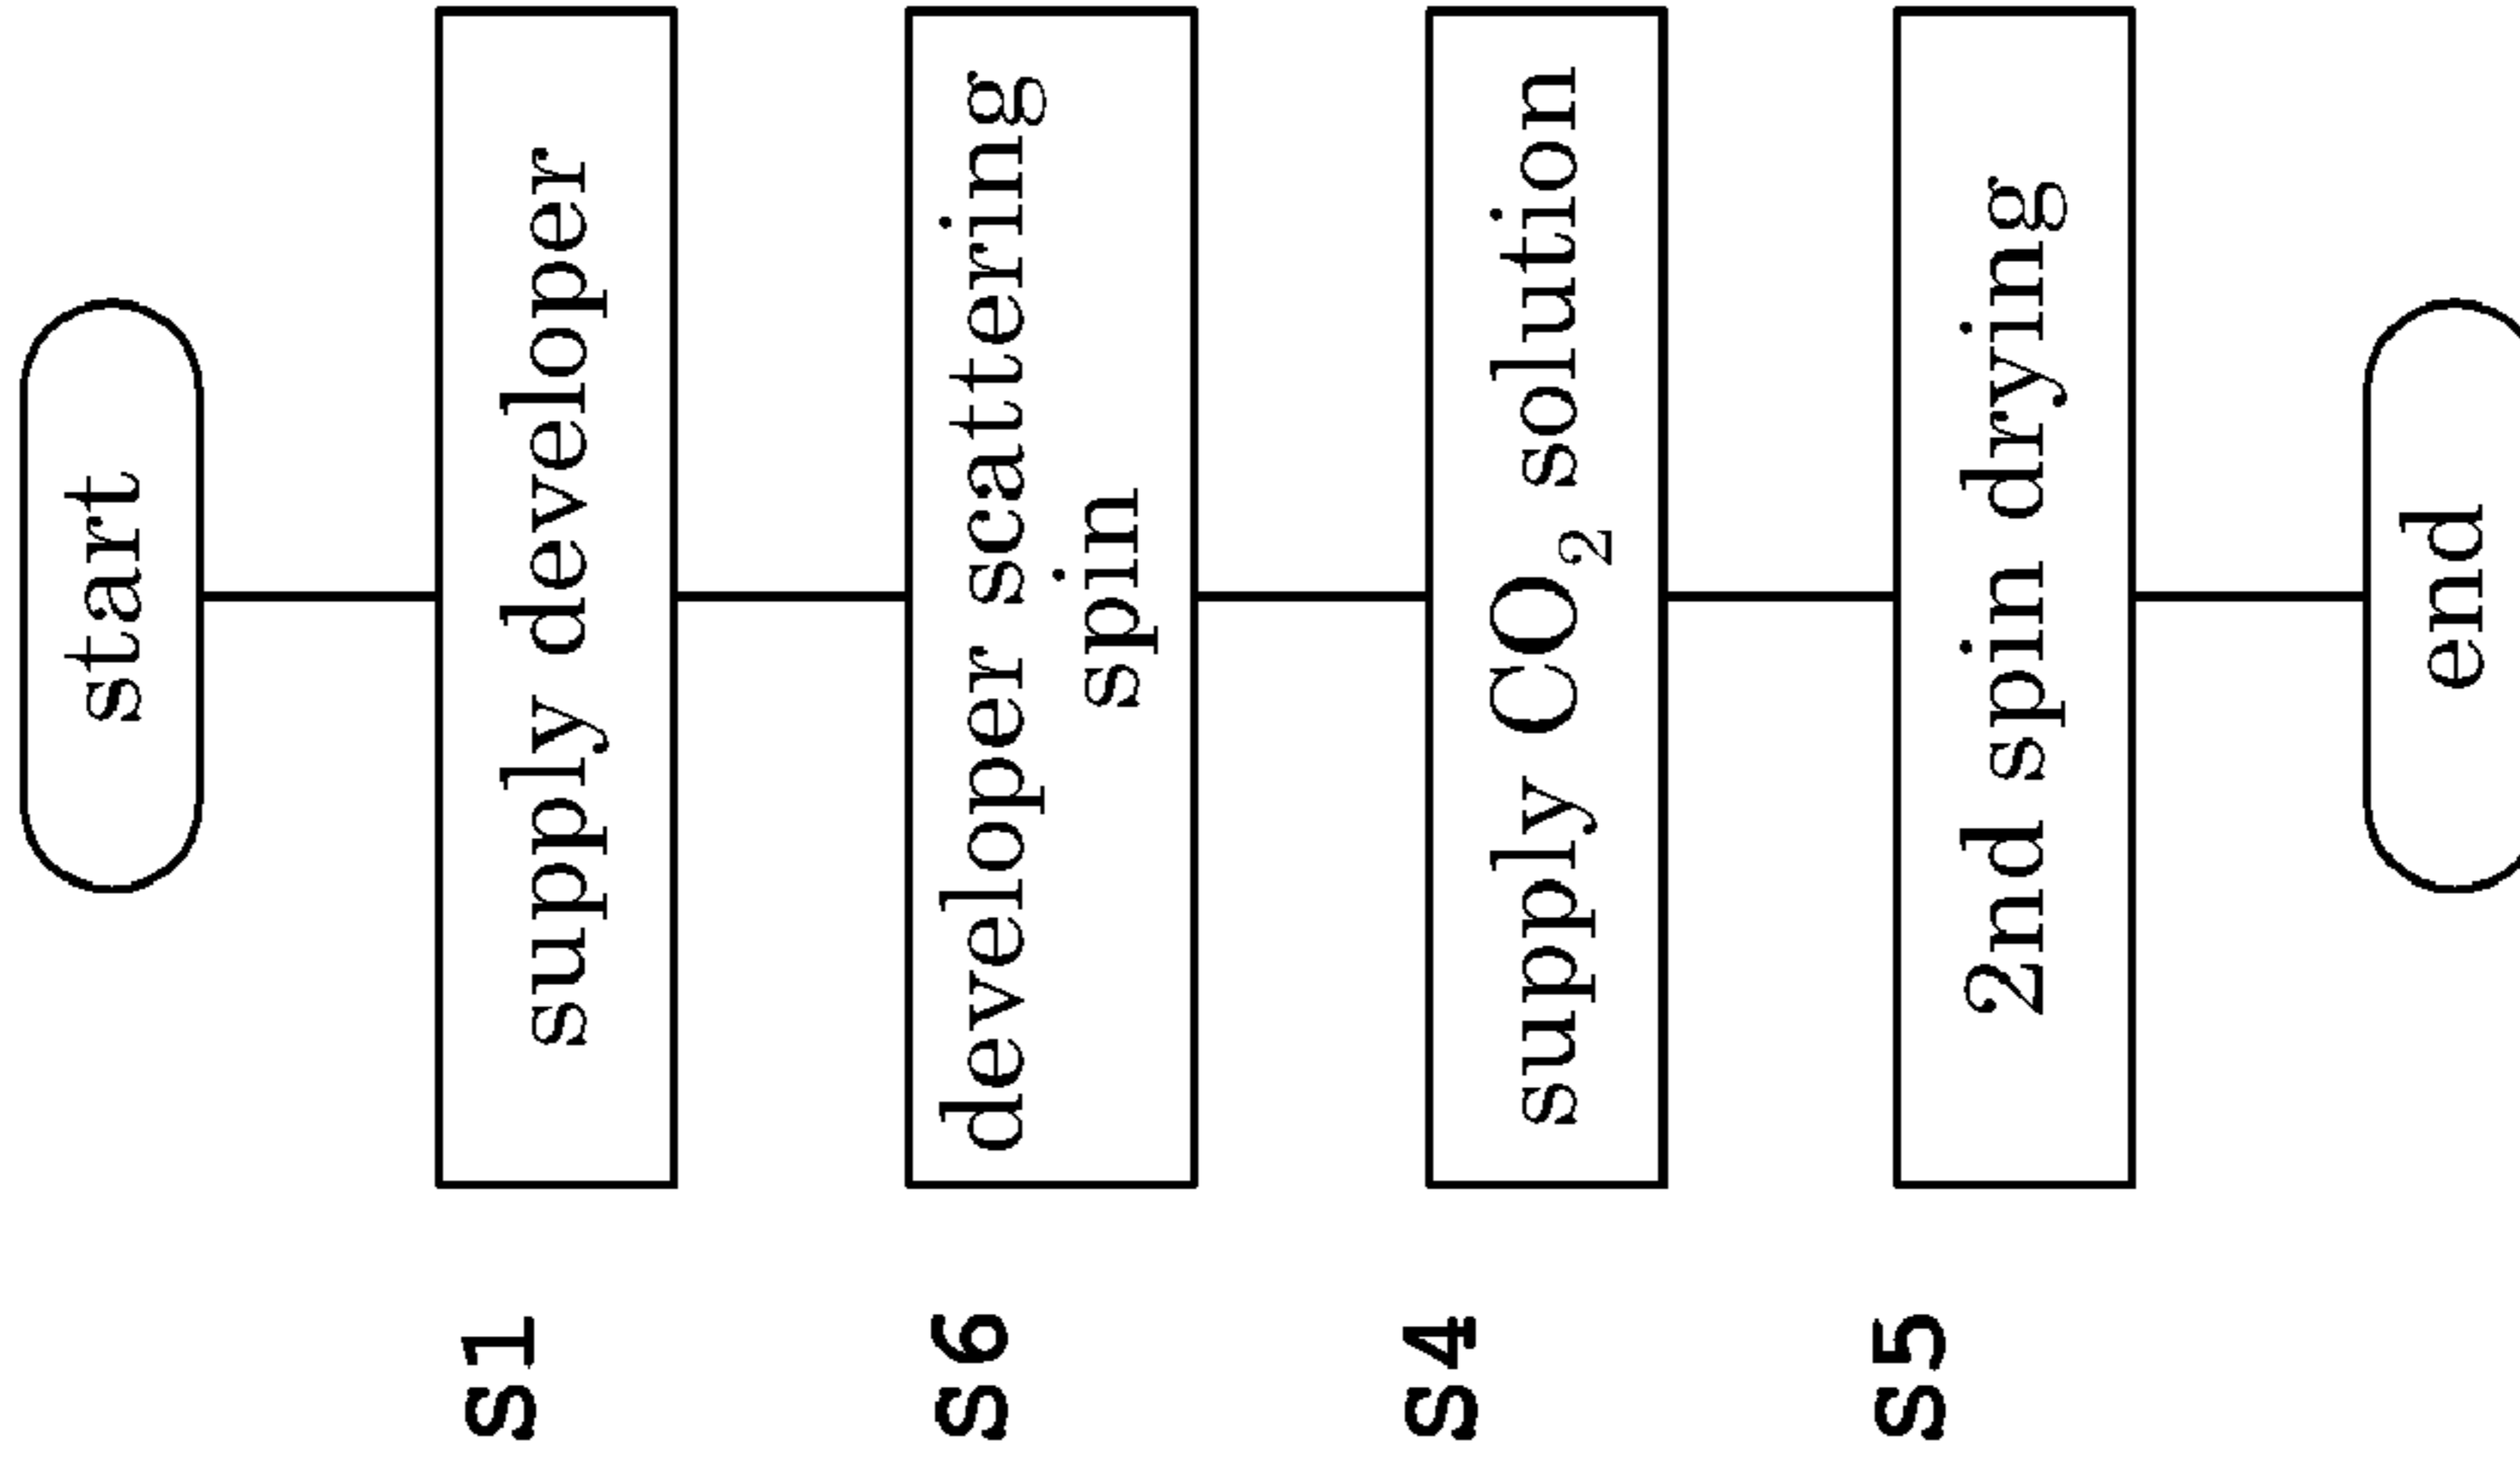 start
S1
supply developer
S6
developer scattering
spin
S4
supply CO₂ solution
S5
2nd spin drying
end